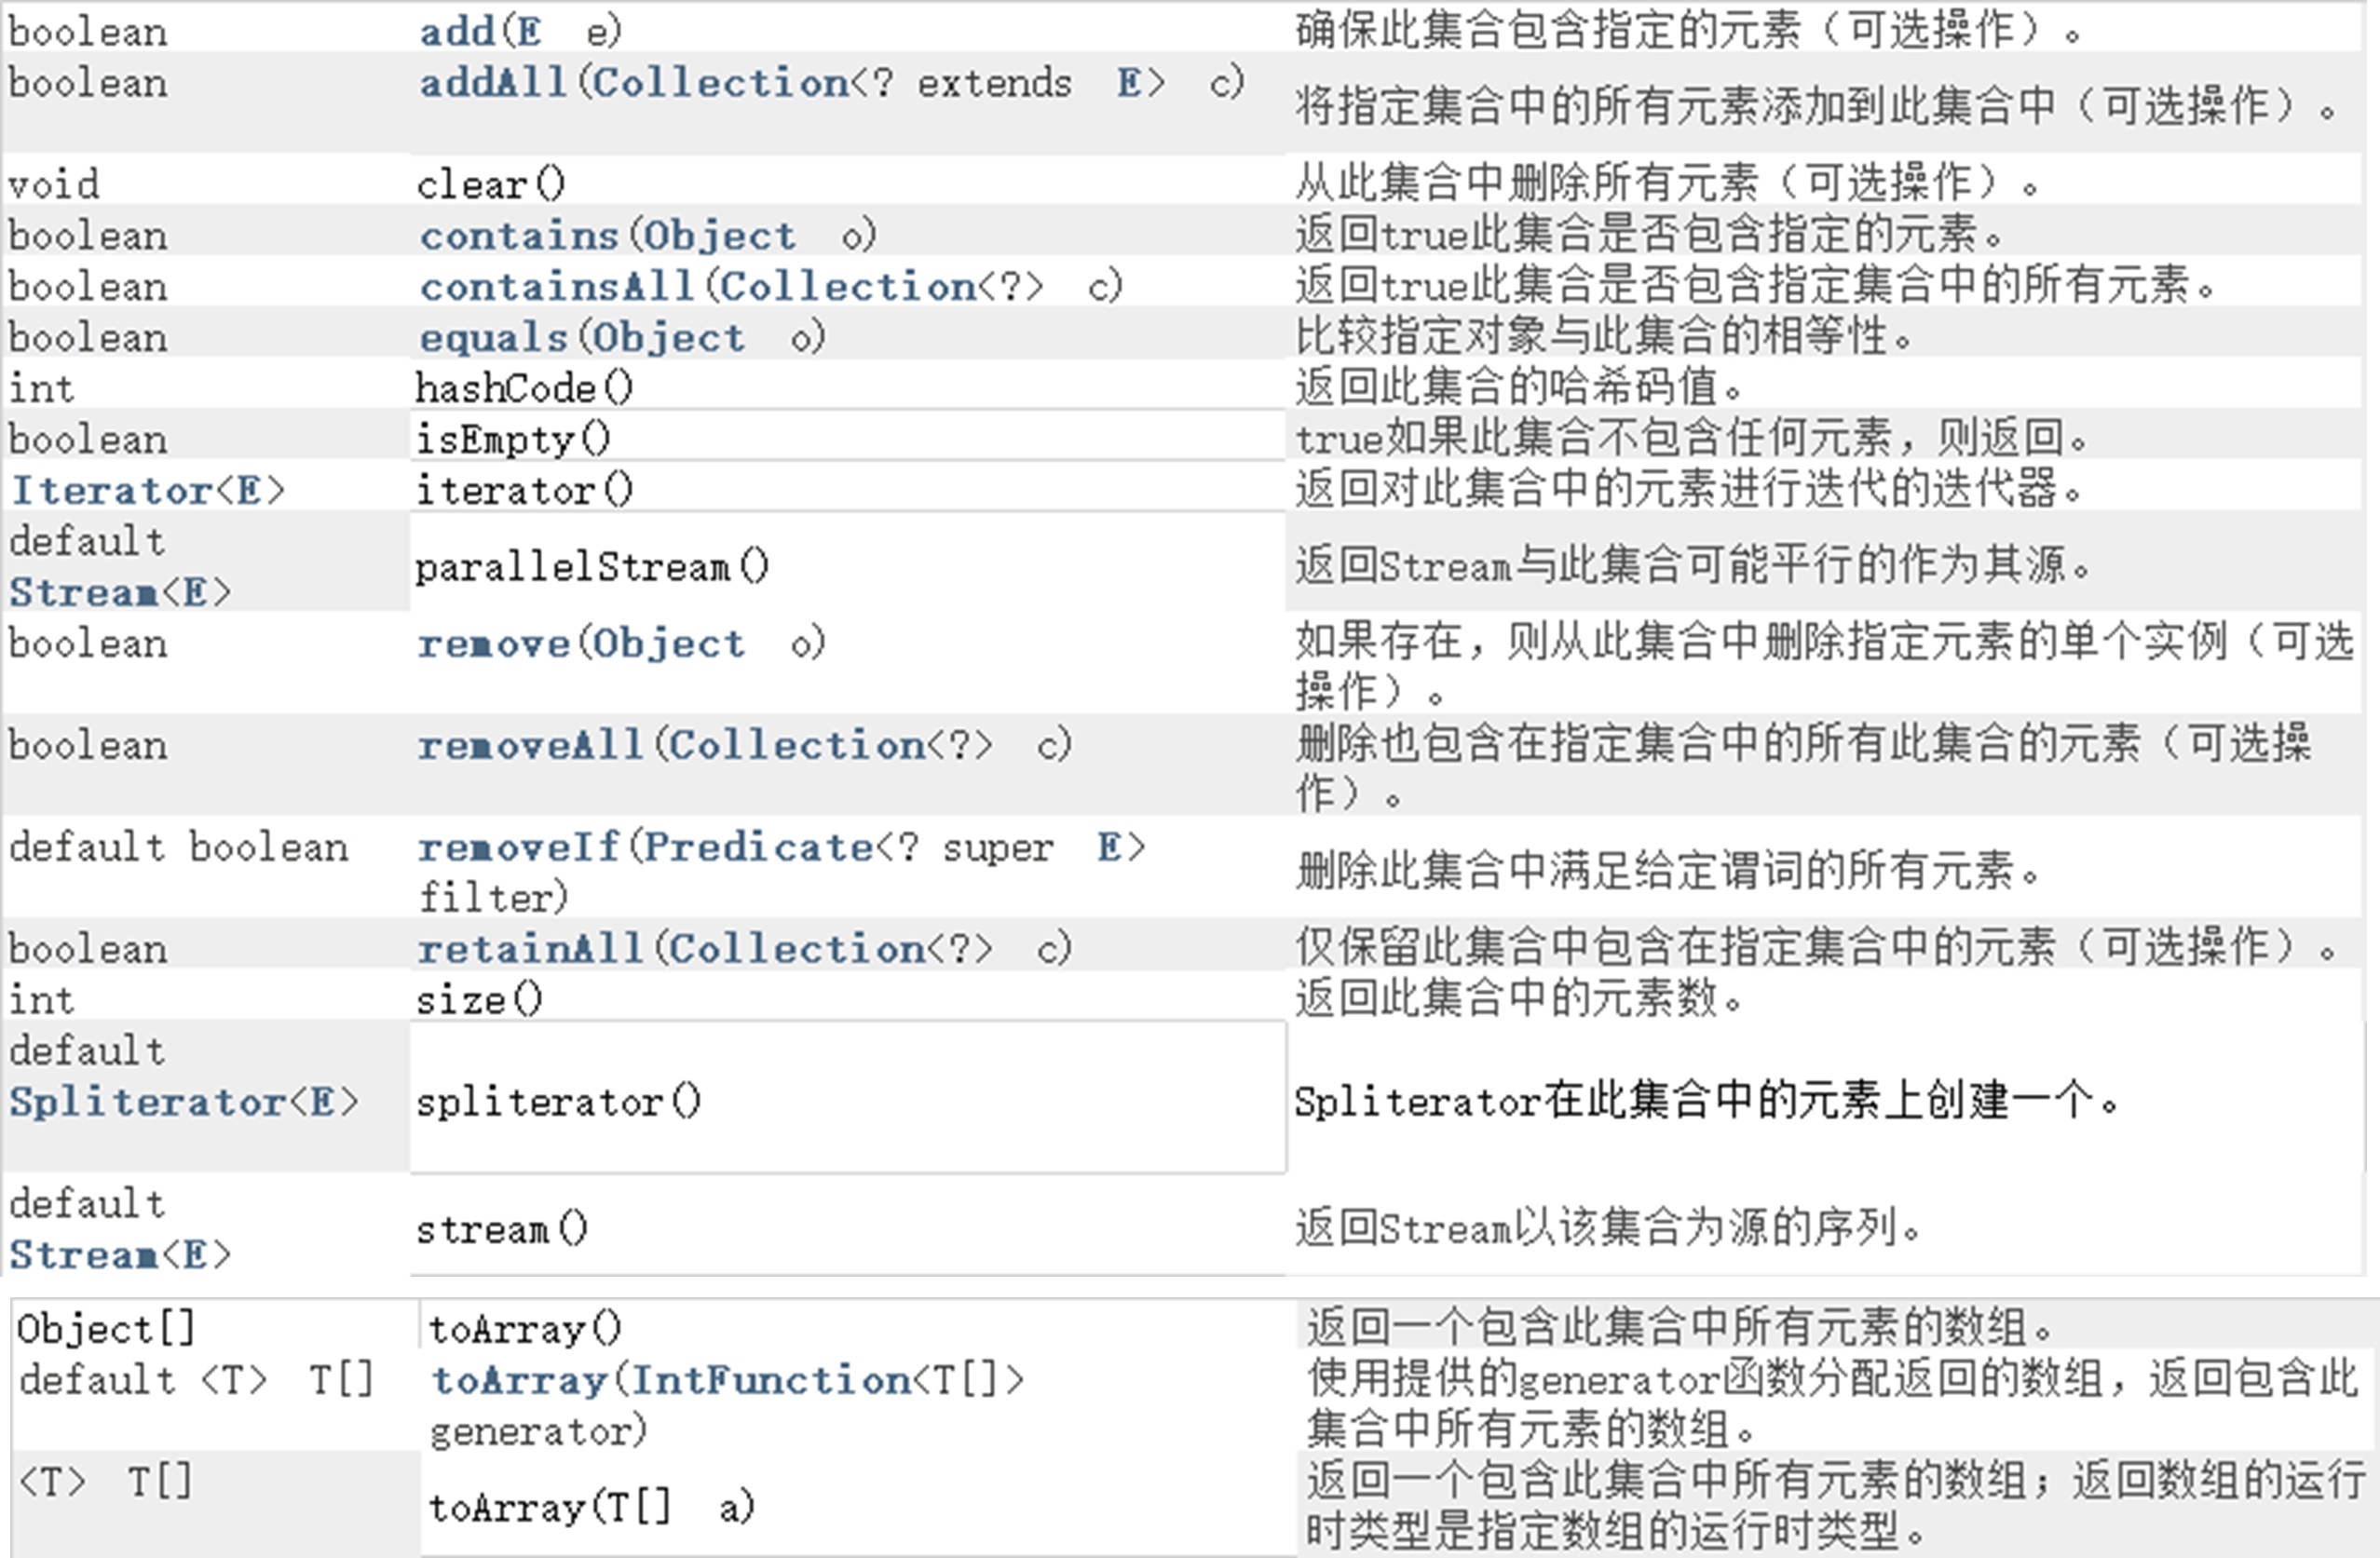 boolean add(E e) 确保此集合包含指定的元素（可选操作）。
boolean addAll(Collection<? extends E> c) 将指定集合中的所有元素添加到此集合中（可选操作）。
void clear() 从此集合中删除所有元素（可选操作）。
boolean contains(Object o) 返回true此集合是否包含指定的元素。
boolean containsAll(Collection<?> c) 返回true此集合是否包含指定集合中的所有元素。
boolean equals(Object o) 比较指定对象与此集合的相等性。
int hashCode() 返回此集合的哈希码值。
boolean isEmpty() true如果此集合不包含任何元素，则返回。
Iterator<E> iterator() 返回对此集合中的元素进行迭代的迭代器。
default
Stream<E>
parallelStream() 返回Stream与此集合可能平行的作为其源。
boolean remove(Object o) 如果存在，则从此集合中删除指定元素的单个实例（可选
操作）。
boolean removeAll(Collection<?> c) 删除也包含在指定集合中的所有此集合的元素（可选操
作）。
default boolean removeIf(Predicate<? super E>
filter)
删除此集合中满足给定谓词的所有元素。
boolean retainAll(Collection<?> c) 仅保留此集合中包含在指定集合中的元素（可选操作）。
int size() 返回此集合中的元素数。
default
Spliterator<E> spliterator() Spliterator在此集合中的元素上创建一个。
default
Stream<E>
stream() 返回Stream以该集合为源的序列。
Object[] toArray() 返回一个包含此集合中所有元素的数组。
default <T> T[] toArray(IntFunction<T[]> 使用提供的generator函数分配返回的数组，返回包含此
generator) 集合中所有元素的数组。
<T> T[] toArray(T[] a) 返回一个包含此集合中所有元素的数组；返回数组的运行
时类型是指定数组的运行时类型。